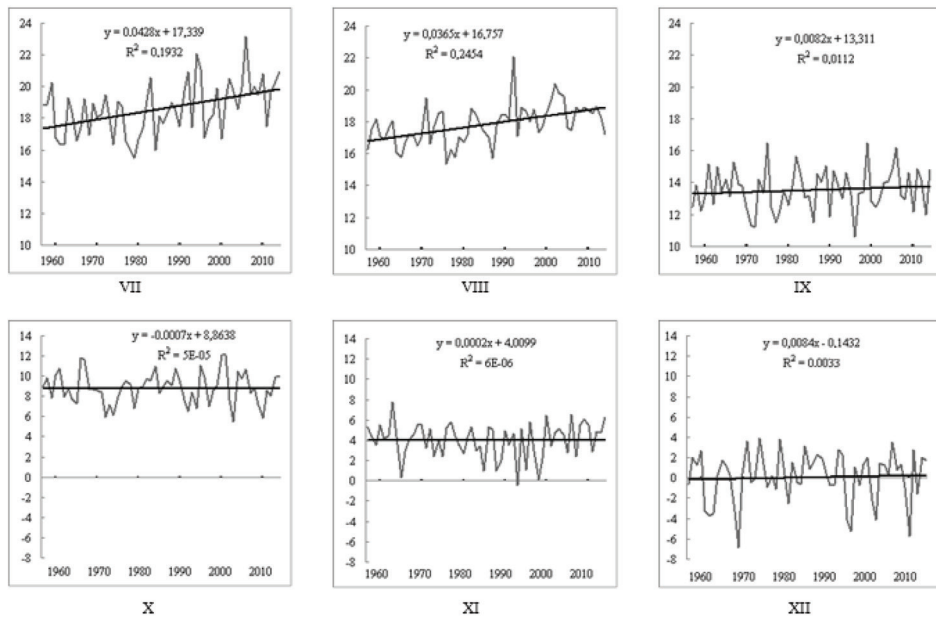 24
22
20
18
16
14
12
10
y = 0.0428x + 17,339
R² = 0,1932
1960 1970 1980 1990 2000 2010
VII
24
22
20
18
16
14
12
10
y = 0,0365x + 16,757
R² = 0,2454
1960 1970 1980 1990 2000 2010
VIII
24
22
20
18
16
14
12
10
y = 0,0082x + 13,311
R² = 0,0112
1960 1970 1980 1990 2000 2010
IX
14
12
10
8
6
4
2
0
-2
-4
-6
-8
y = -0.0007x + 8,8638
R² = 5E-05
1960 1970 1980 1990 2000 2010
X
14
12
10
8
6
4
2
0
-2
-4
-6
-8
y = 0,0002x + 4,0099
R² = 6E-06
1960 1970 1980 1990 2000 2010
XI
14
12
10
8
6
4
2
0
-2
-4
-6
-8
y = 0,0084x - 0,1432
R² = 0.0033
1960 1970 1980 1990 2000 2010
XII